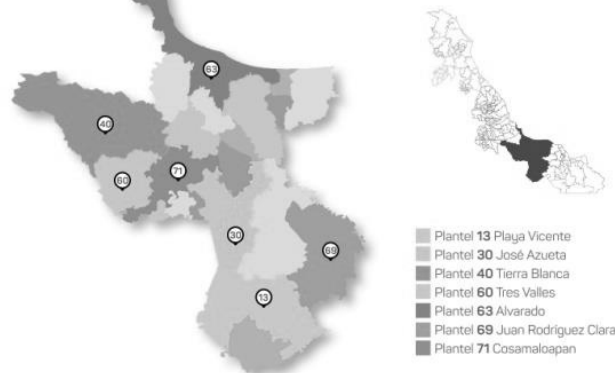 63
40
71
60
30
69
13
Plantel 13 Playa Vicente
Plantel 30 José Azueta
Plantel 40 Tierra Blanca
Plantel 60 Tres Valles
Plantel 63 Alvarado
Plantel 69 Juan Rodríguez Clara
Plantel 71 Cosamaloapan